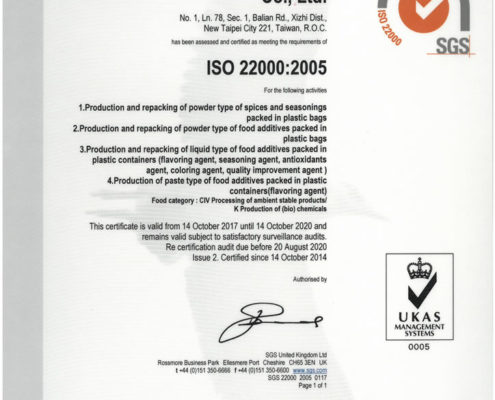 Co., Ltd.
No. 1, Ln. 78, Sec. 1, Balian Rd., Xizhi Dist.,
New Taipei City 221, Taiwan, R.O.C.
has been assessed and certified as meeting the requirements of
ISO 22000:2005
For the following activities
1.Production and repacking of powder type of spices and seasonings
packed in plastic bags
2.Production and repacking of powder type of food additives packed in
plastic bags
3.Production and repacking of liquid type of food additives packed in
plastic containers (flavoring agent, seasoning agent, antioxidants
agent, coloring agent, quality improvement agent )
4.Production of paste type of food additives packed in plastic
containers(flavoring agent)
Food category : CIV Processing of ambient stable products/
K Production of (bio) chemicals
This certificate is valid from 14 October 2017 until 14 October 2020 and
remains valid subject to satisfactory surveillance audits.
Re certification audit due before 20 August 2020
Issue 2. Certified since 14 October 2014
Authorised by
SGS United Kingdom Ltd
Rossmore Business Park Ellesmere Port Cheshire CH65 3EN UK
t +44 (0)151 350-6666 f +44 (0)151 350-6600 www.sgs.com
SGS 22000 2005 0117
Page 1 of 1
ISO 22000
SGS
UKAS
MANAGEMENT
SYSTEMS
0005